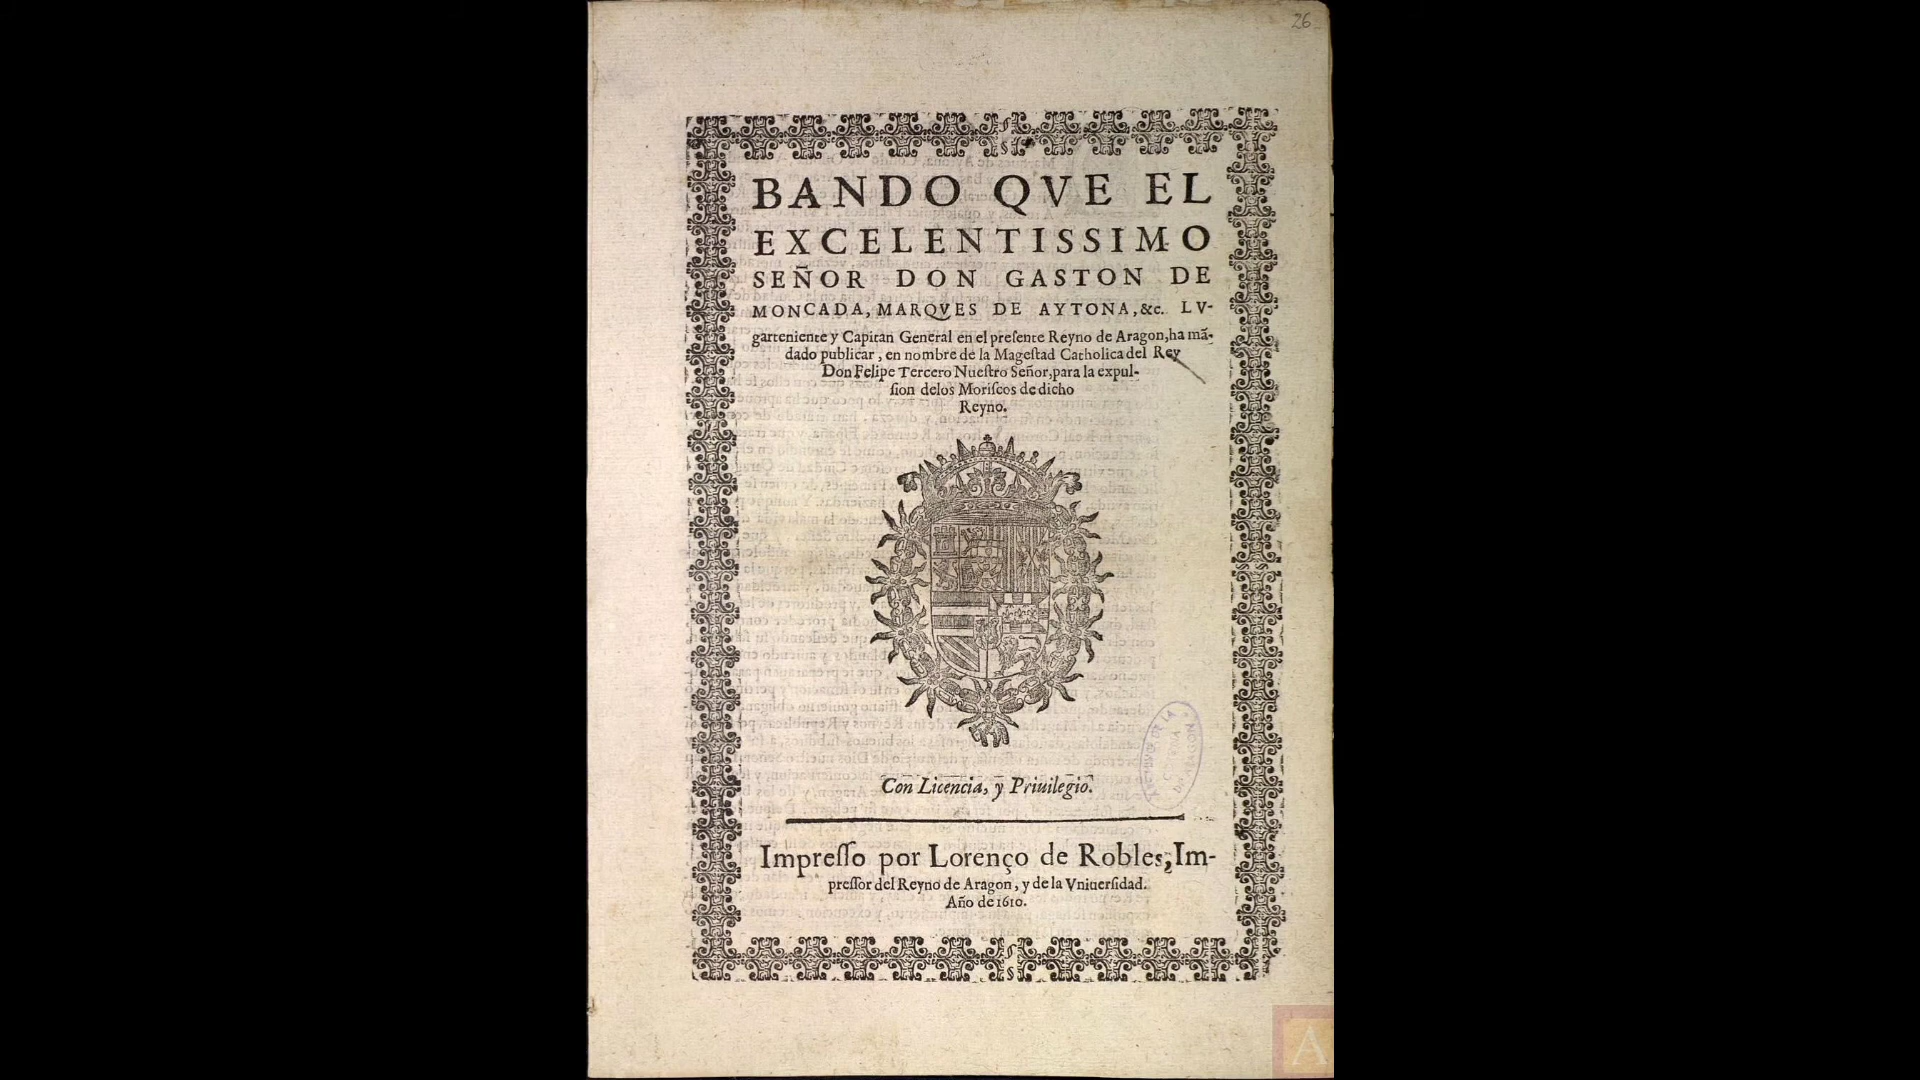 26
BANDO QVE EL
EXCELENTISSIMO
SEÑOR DON GASTON DE
MONCADA, MARQVES DE AYTONA, &c. LV-
garteniente y Capitan General en el preſente Reyno de Aragon, ha mã-
dado publicar, en nombre de la Mageſtad Catholica del Rey
Don Felipe Tercero Nueſtro Señor, para la expul-
ſion delos Moriſcos de dicho
Reyno.
Con Licencia, y Priuilegio.
Impreſſo por Lorenço de Robles, Im-
preſſor del Reyno de Aragon, y de la Vniuerſidad.
Año de 1610.
A